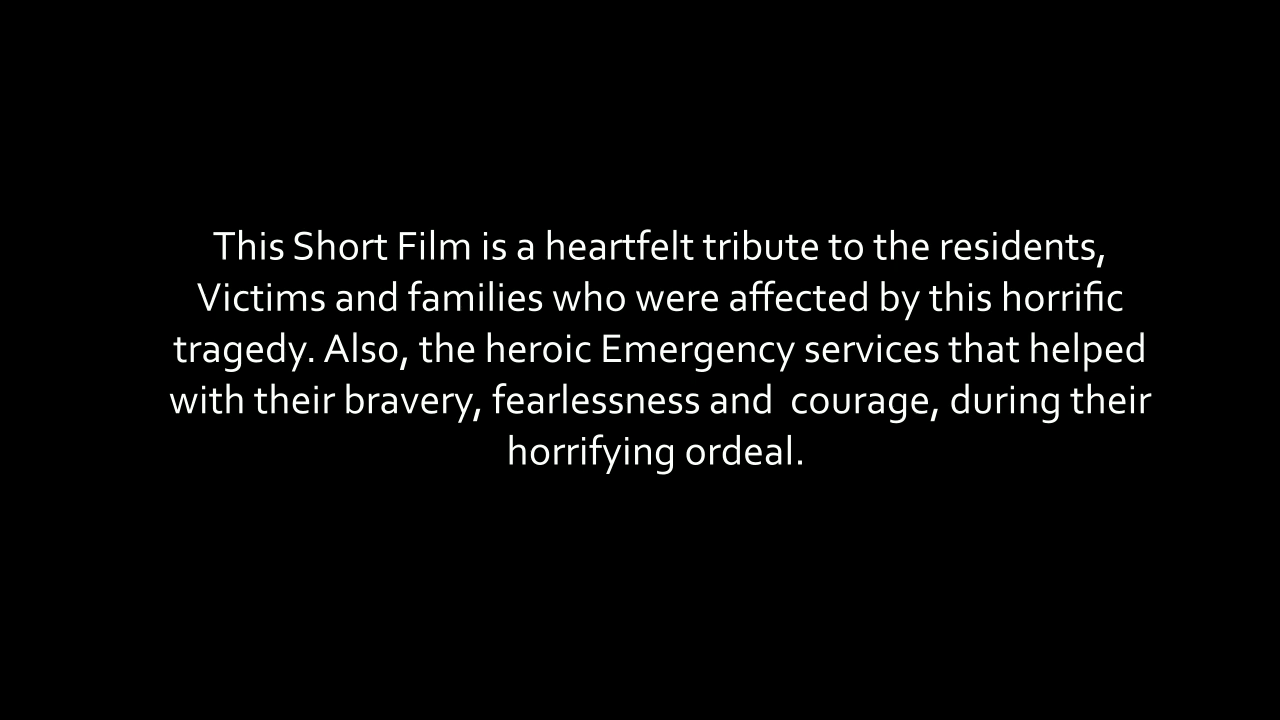 This Short Film is a heartfelt tribute to the residents,
Victims and families who were affected by this horrific
tragedy. Also, the heroic Emergency services that helped
with their bravery, fearlessness and  courage, during their
horrifying ordeal.